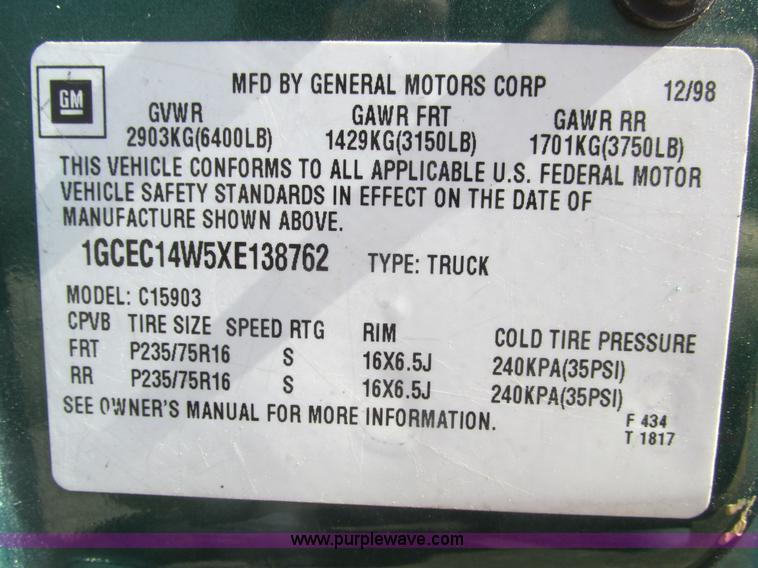 GM
MFD BY GENERAL MOTORS CORP 12/98
GVWR GAWR FRT GAWR RR
2903KG(6400LB) 1429KG(3150LB) 1701KG(3750LB)
THIS VEHICLE CONFORMS TO ALL APPLICABLE U.S. FEDERAL MOTOR
VEHICLE SAFETY STANDARDS IN EFFECT ON THE DATE OF
MANUFACTURE SHOWN ABOVE.
1GCEC14W5XE138762 TYPE: TRUCK
MODEL: C15903
CPVB TIRE SIZE SPEED RTG RIM COLD TIRE PRESSURE
FRT P235/75R16 S 16X6.5J 240KPA(35PSI)
RR P235/75R16 S 16X6.5J 240KPA(35PSI)
SEE OWNER'S MANUAL FOR MORE INFORMATION.
F 434
T 1817
www.purplewave.com